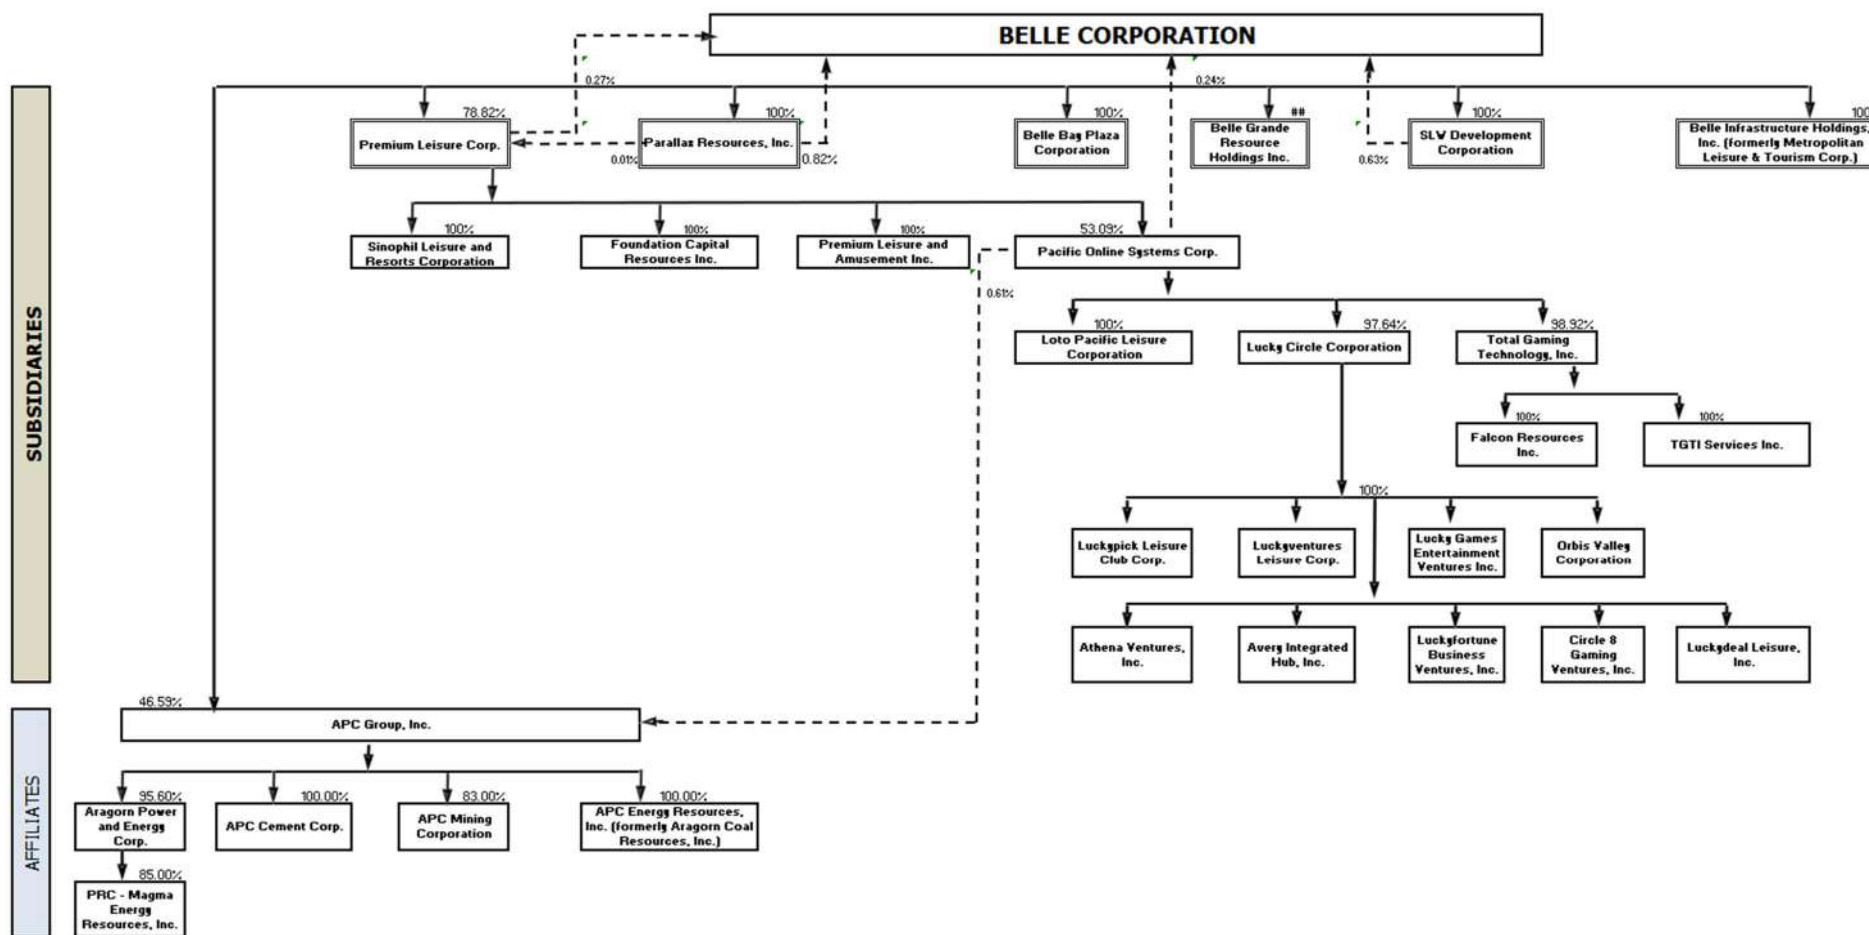 BELLE CORPORATION
0.27%
0.24%
78.82%
100%
100%
##
100%
100
Premium Leisure Corp.
0.01%
Parallax Resources, Inc.
0.82%
Belle Bay Plaza
Corporation
Belle Grande
Resource
Holdings Inc.
0.63%
SLW Development
Corporation
Belle Infrastructure Holdings,
Inc. (formerly Metropolitan
Leisure & Tourism Corp.)
SUBSIDIARIES
100%
100%
100%
53.09%
Sinophil Leisure and
Resorts Corporation
Foundation Capital
Resources Inc.
Premium Leisure and
Amusement Inc.
Pacific Online Systems Corp.
0.61%
100%
97.64%
98.92%
Loto Pacific Leisure
Corporation
Lucky Circle Corporation
Total Gaming
Technology, Inc.
100%
100%
Falcon Resources
Inc.
TGTI Services Inc.
100%
Luckypick Leisure
Club Corp.
Luckyventures
Leisure Corp.
Lucky Games
Entertainment
Ventures Inc.
Orbis Valley
Corporation
Athena Ventures,
Inc.
Avery Integrated
Hub, Inc.
Luckyfortune
Business
Ventures, Inc.
Circle 8
Gaming
Ventures, Inc.
Luckydeal Leisure,
Inc.
AFFILIATES
46.59%
APC Group, Inc.
95.60%
100.00%
83.00%
100.00%
Aragorn Power
and Energy
Corp.
APC Cement Corp.
APC Mining
Corporation
APC Energy Resources,
Inc. (formerly Aragorn Coal
Resources, Inc.)
85.00%
PRC - Magma
Energy
Resources, Inc.